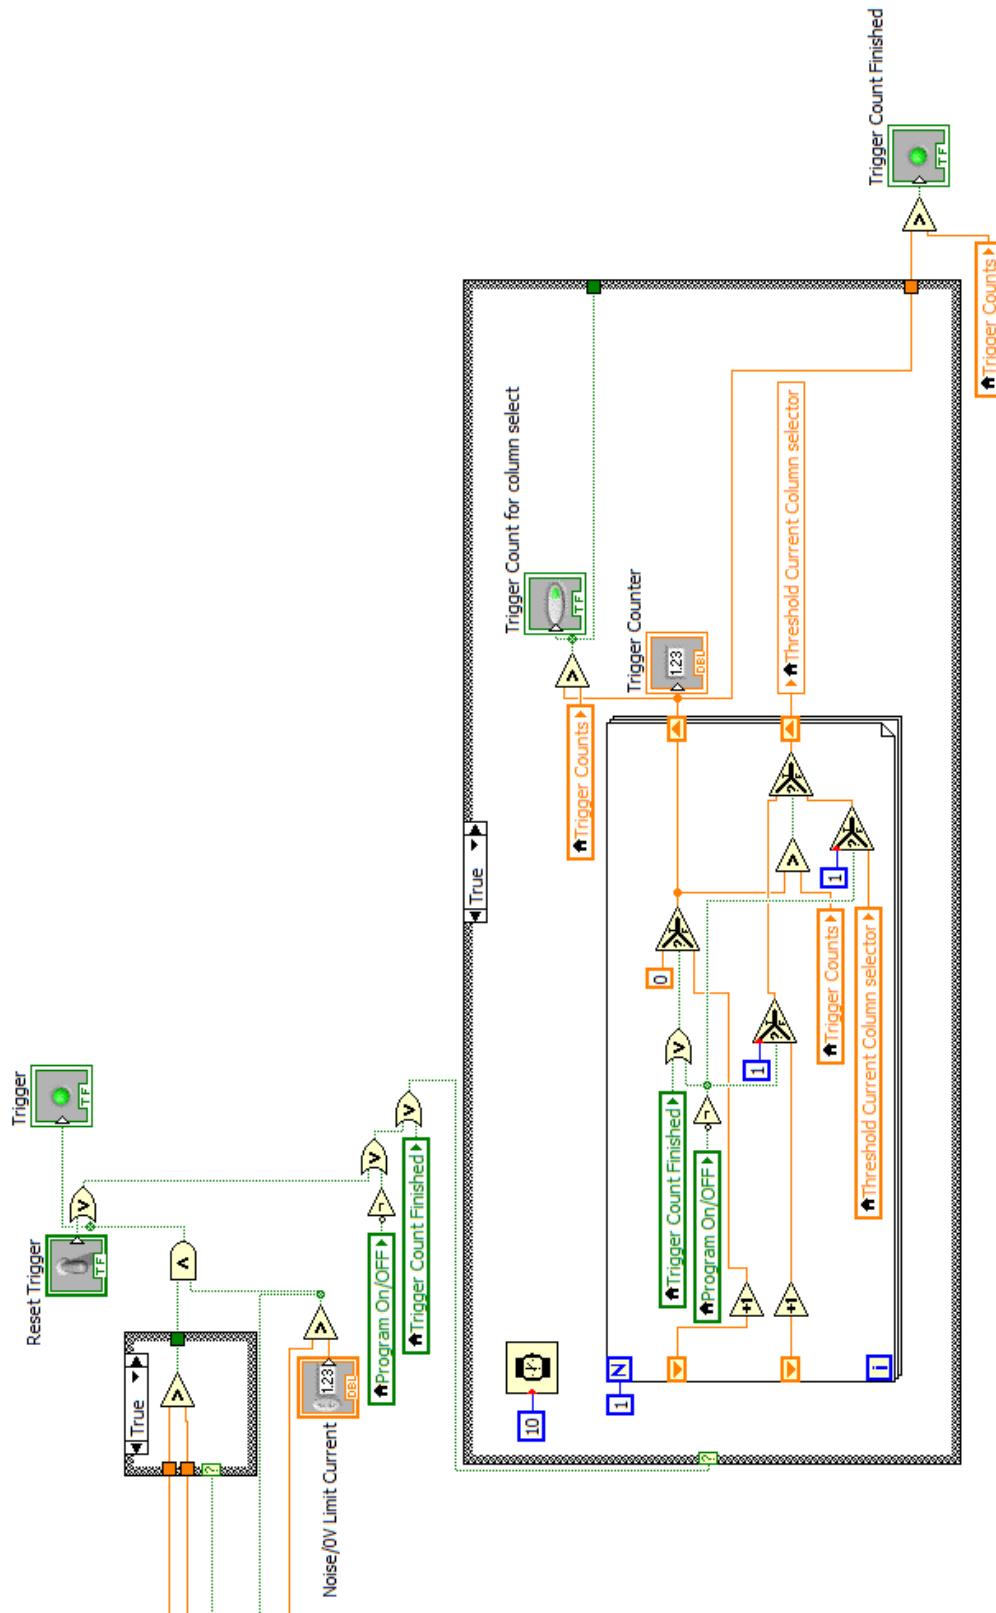 Trigger
TF
Reset Trigger
TF
True
Noise/0V Limit Current
1.23
DBL
Program On/OFF
Trigger Count Finished
True
10
1
N
i
+1
+1
Trigger Count Finished
Program On/OFF
1
0
Trigger Counts
Threshold Current Column selector
1
Trigger Counts
Trigger Count for column select
TF
Trigger Counter
1.23
DBL
Threshold Current Column selector
Trigger Counts
Trigger Count Finished
TF